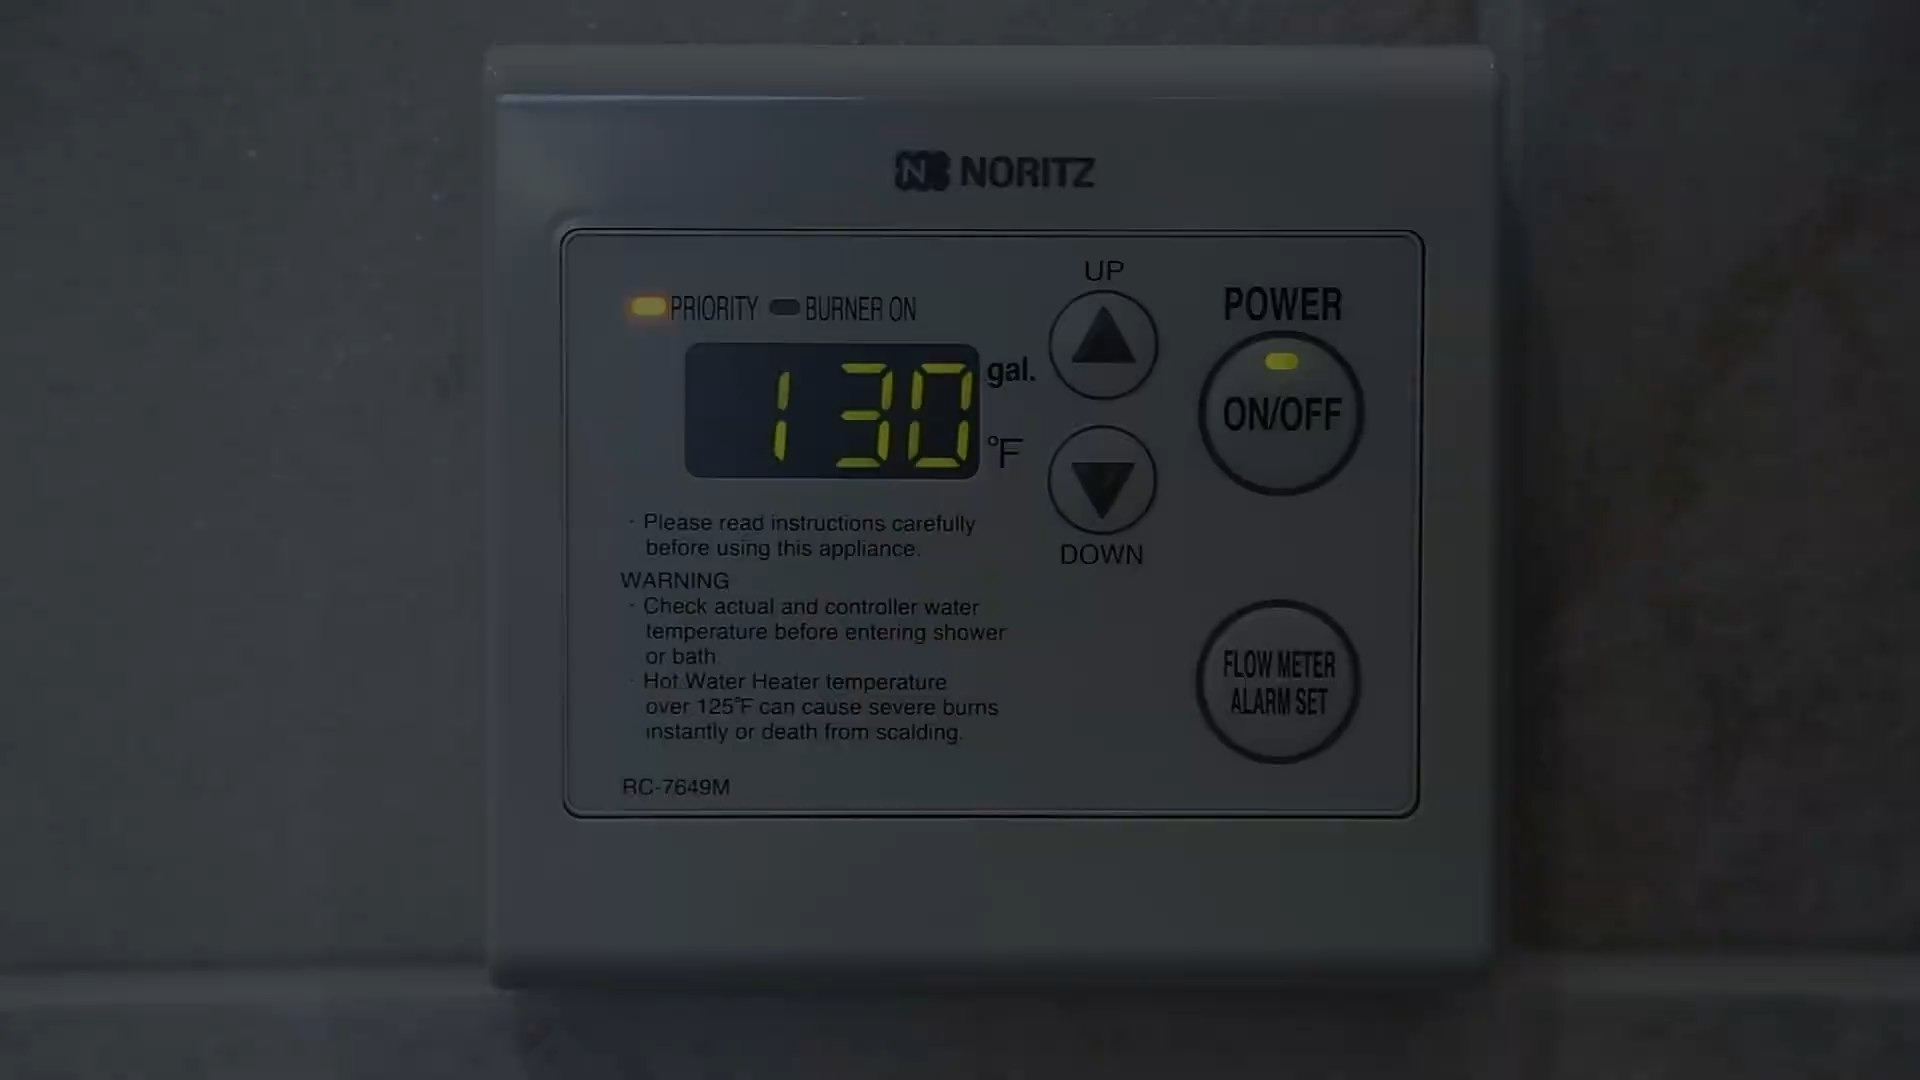 N NORITZ
UP
PRIORITY BURNER ON
POWER
130
gal.
°F
ON/OFF
DOWN
· Please read instructions carefully
before using this appliance.
WARNING
· Check actual and controller water
temperature before entering shower
or bath
· Hot Water Heater temperature
over 125°F can cause severe burns
instantly or death from scalding.
FLOW METER
ALARM SET
RC-7649M